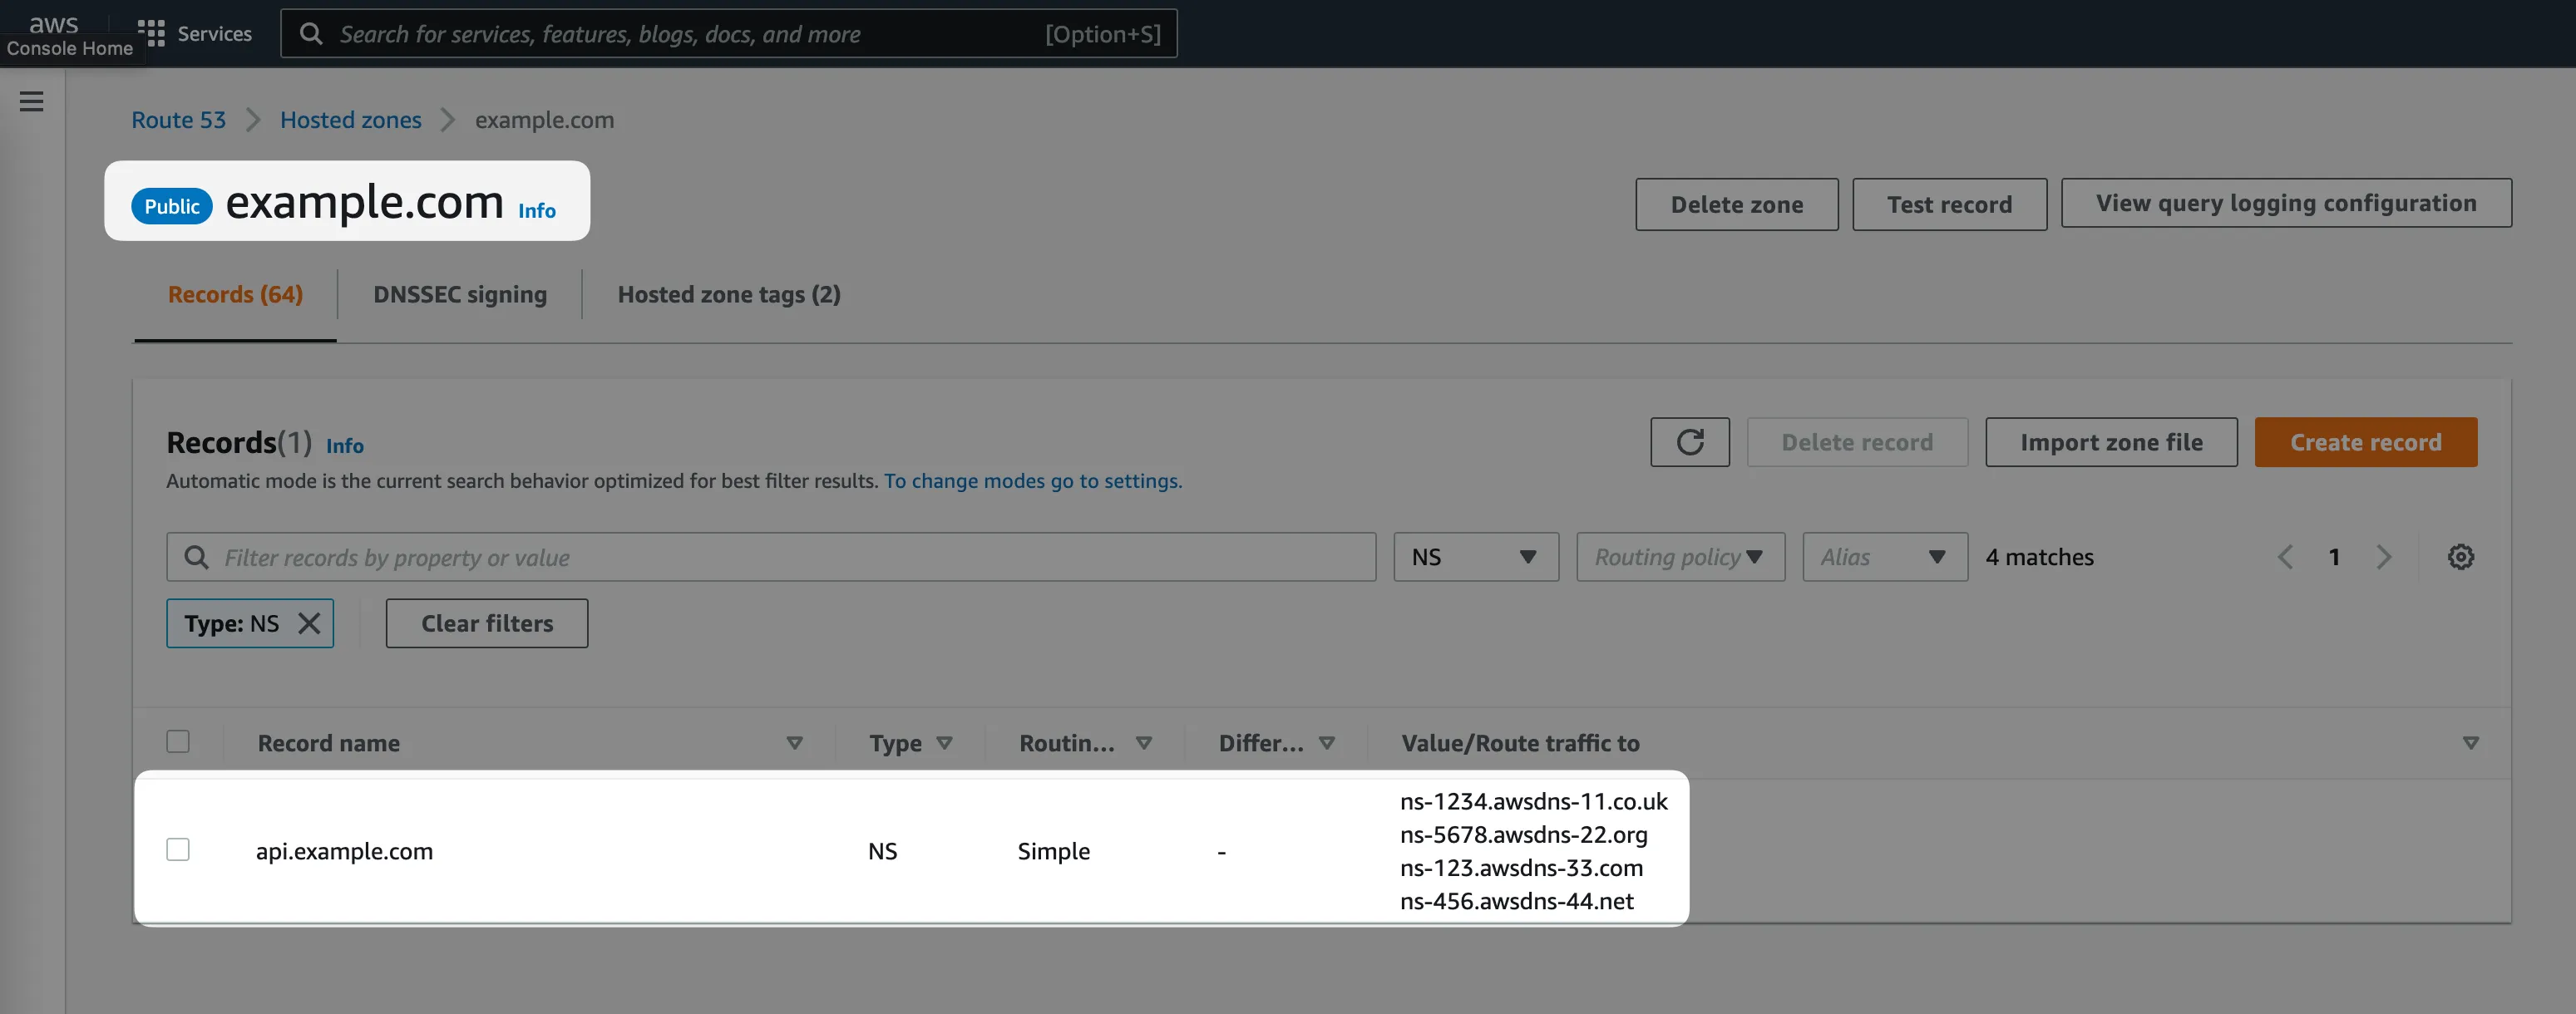 aws
Console Home
Services
Search for services, features, blogs, docs, and more
[Option+S]
Route 53
Hosted zones
example.com
Public
example.com
Info
Delete zone
Test record
View query logging configuration
Records (64)
DNSSEC signing
Hosted zone tags (2)
Records(1)
Info
Delete record
Import zone file
Create record
Automatic mode is the current search behavior optimized for best filter results. To change modes go to settings.
Filter records by property or value
NS
Routing policy
Alias
4 matches
1
Type: NS
Clear filters
Record name
Type
Routin...
Differ...
Value/Route traffic to
api.example.com
NS
Simple
-
ns-1234.awsdns-11.co.uk
ns-5678.awsdns-22.org
ns-123.awsdns-33.com
ns-456.awsdns-44.net